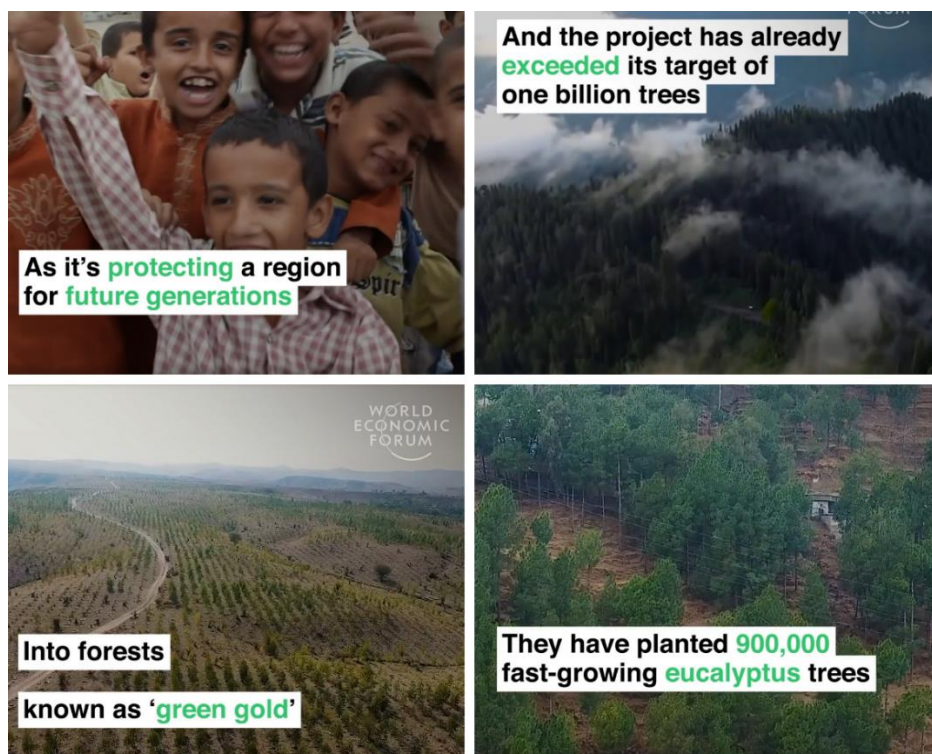 As it's protecting a region
for future generations
FORUM
And the project has already
exceeded its target of
one billion trees
WORLD
ECONOMIC
FORUM
Into forests
known as 'green gold'
They have planted 900,000
fast-growing eucalyptus trees